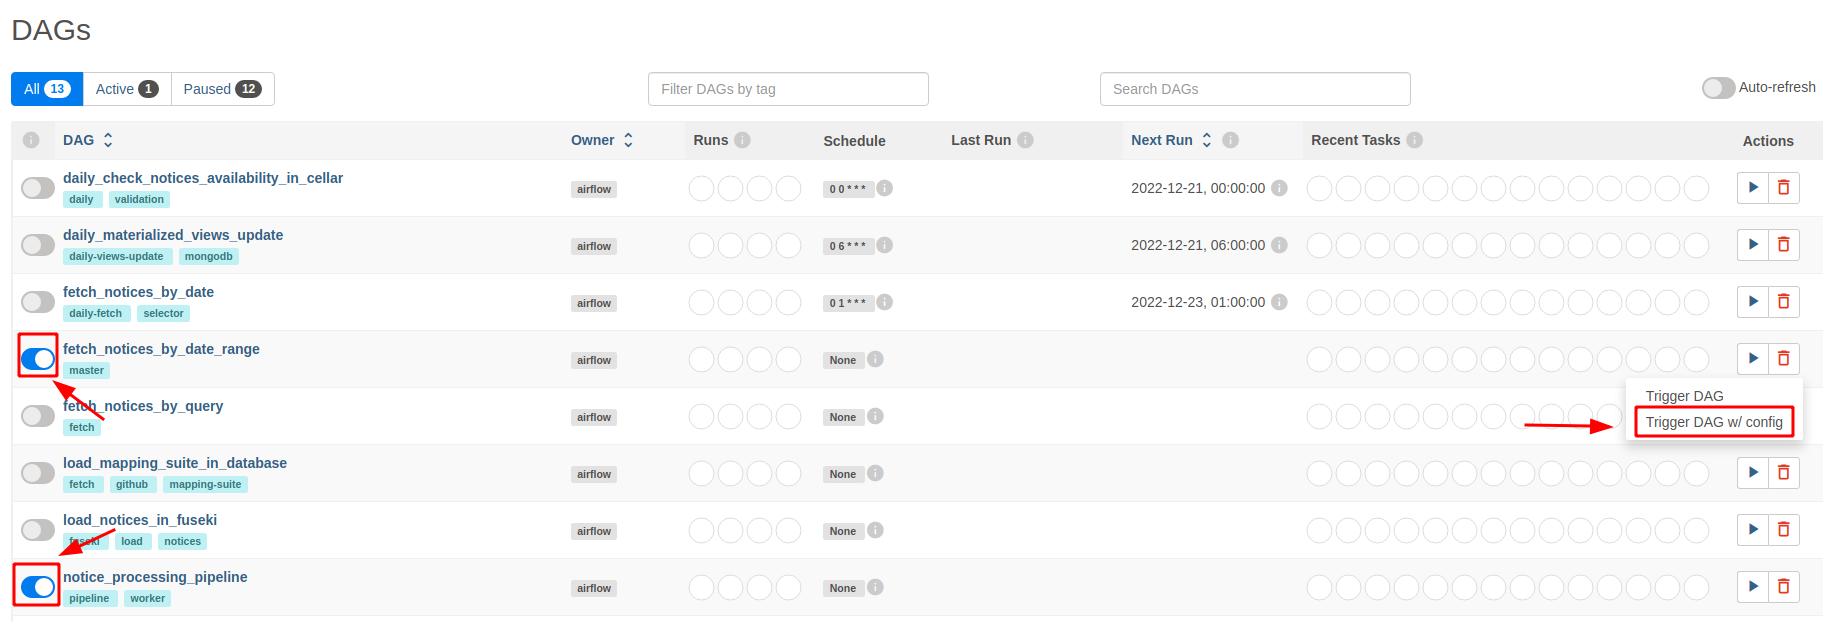 DAGs
All 13 Active 1 Paused 12 Filter DAGs by tag Search DAGs Auto-refresh
DAG Owner Runs Schedule Last Run Next Run Recent Tasks Actions
daily_check_notices_availability_in_cellar
daily validation airflow 0 0 * * * 2022-12-21, 00:00:00
daily_materialized_views_update
daily-views-update mongodb airflow 0 6 * * * 2022-12-21, 06:00:00
fetch_notices_by_date
daily-fetch selector airflow 0 1 * * * 2022-12-23, 01:00:00
fetch_notices_by_date_range
master airflow None
Trigger DAG
fetch_notices_by_query
fetch airflow None
Trigger DAG w/ config
load_mapping_suite_in_database
fetch github mapping-suite airflow None
load_notices_in_fuseki
fuseki load notices airflow None
notice_processing_pipeline
pipeline worker airflow None